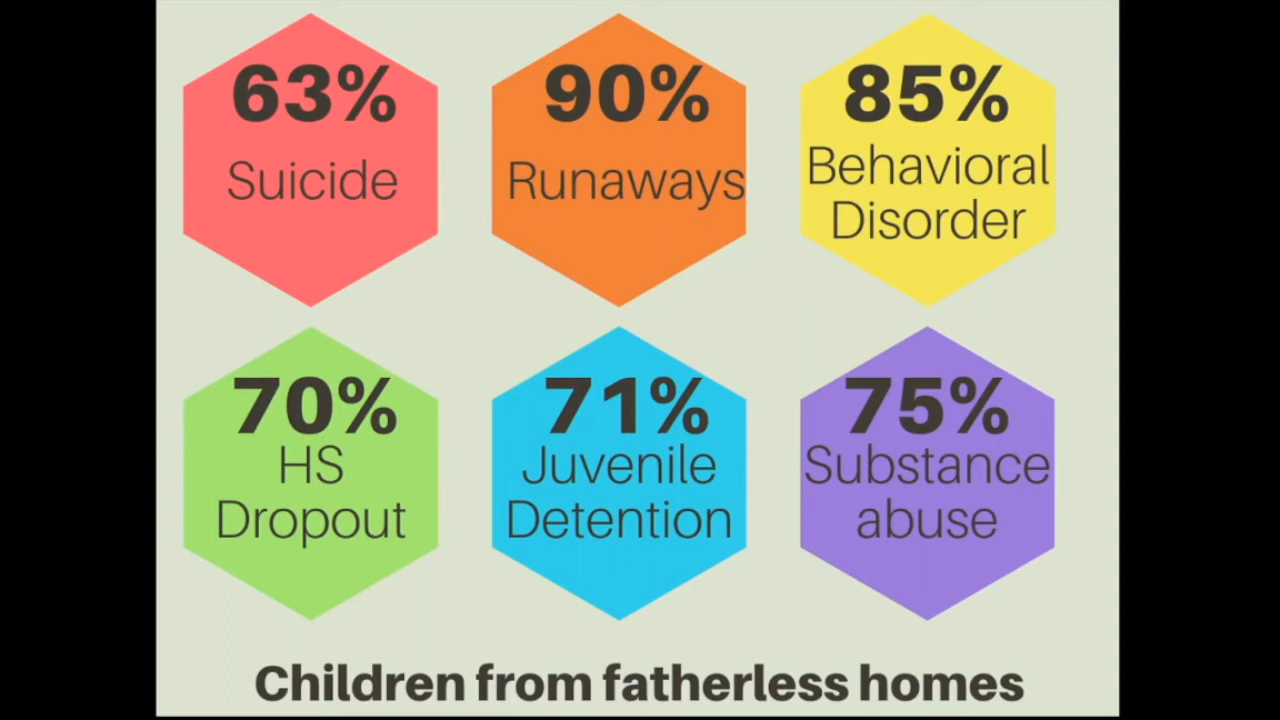 63%
Suicide
90%
Runaways
85%
Behavioral
Disorder
70%
HS
Dropout
71%
Juvenile
Detention
75%
Substance
abuse
Children from fatherless homes